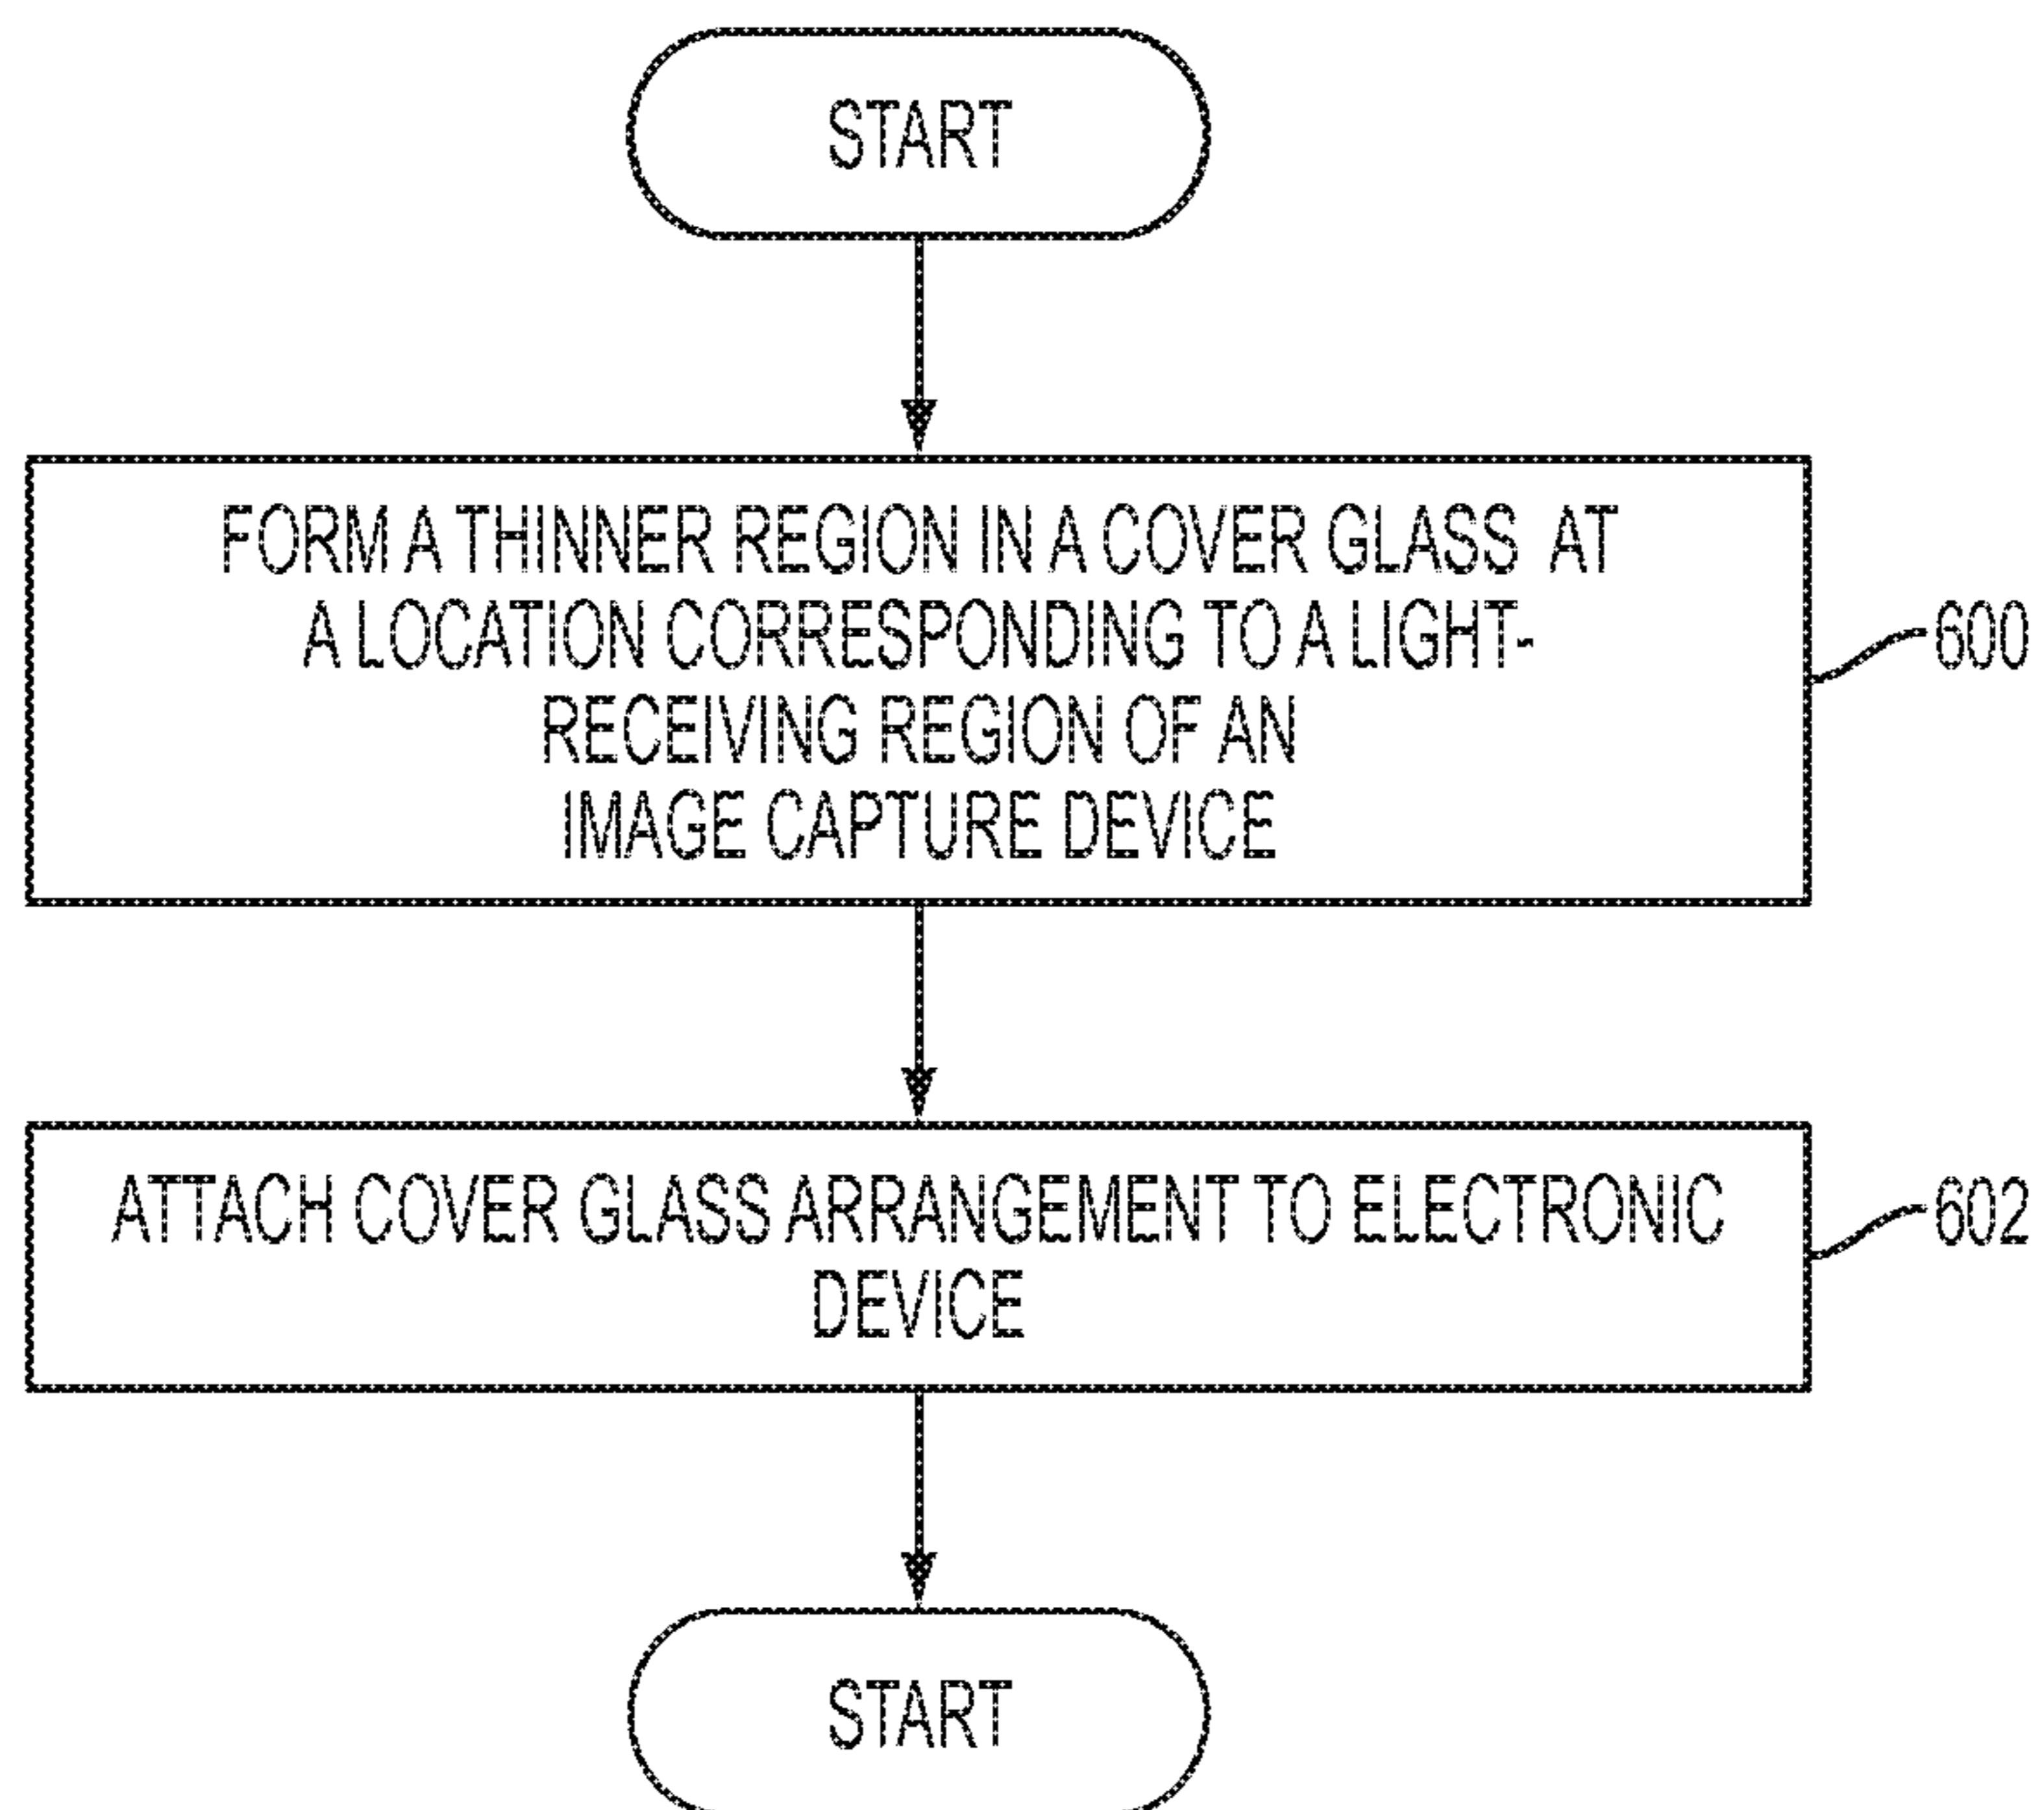 START
FORM A THINNER REGION IN A COVER GLASS AT
A LOCATION CORRESPONDING TO A LIGHT-
RECEIVING REGION OF AN
IMAGE CAPTURE DEVICE
600
ATTACH COVER GLASS ARRANGEMENT TO ELECTRONIC
DEVICE
602
START